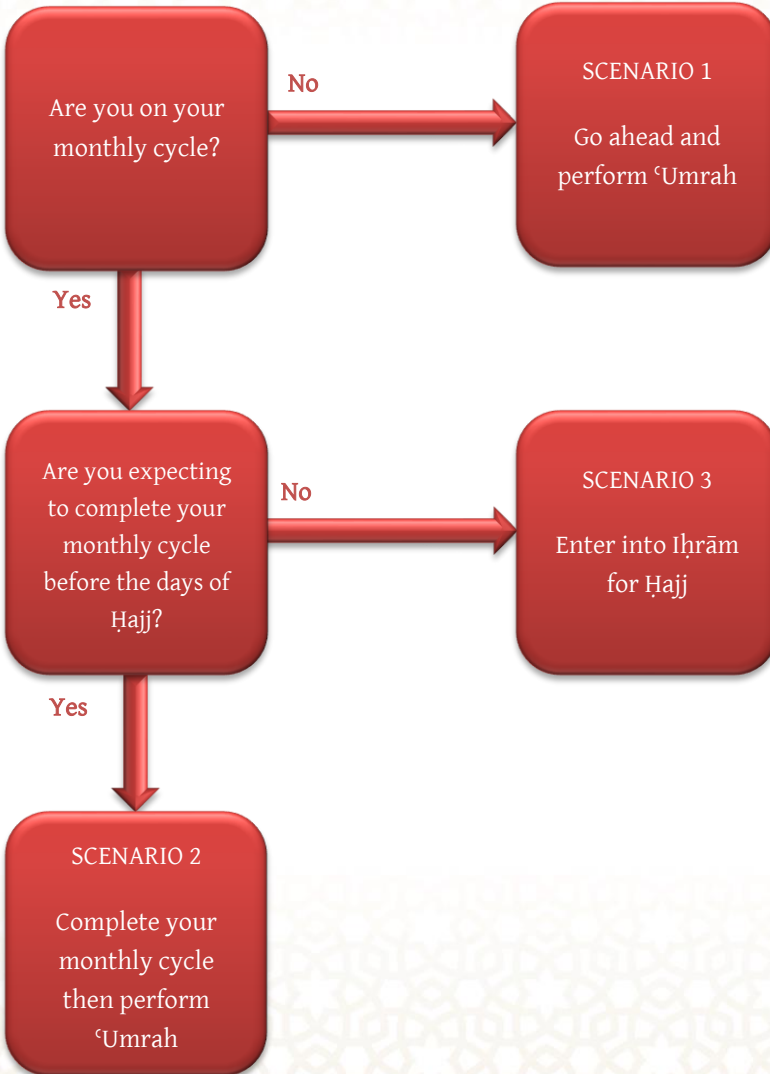 Are you on your
monthly cycle?
No
SCENARIO 1
Go ahead and
perform ʿUmrah
Yes
Are you expecting
to complete your
monthly cycle
before the days of
Ḥajj?
No
SCENARIO 3
Enter into Iḥrām
for Ḥajj
Yes
SCENARIO 2
Complete your
monthly cycle
then perform
ʿUmrah